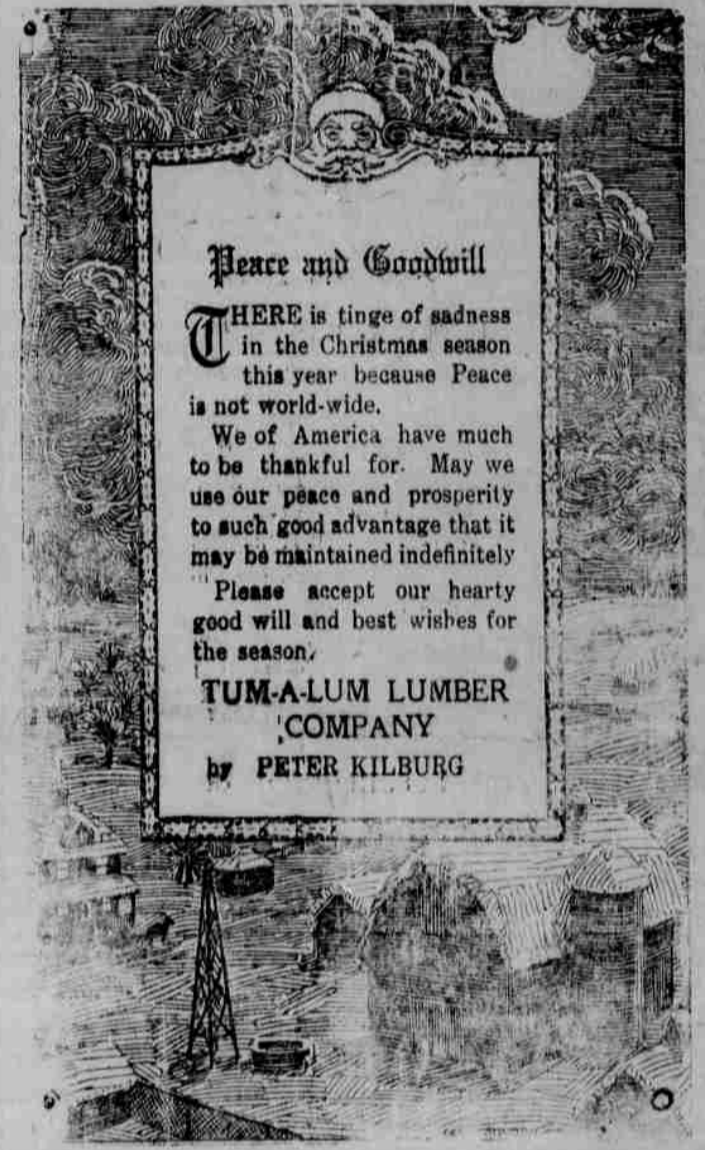 Peace and Goodwill
THERE is tinge of sadness
in the Christmas season
this year because Peace
is not world-wide.
We of America have much
to be thankful for. May we
use our peace and prosperity
to such good advantage that it
may be maintained indefinitely
Please accept our hearty
good will and best wishes for
the season.
TUM-A-LUM LUMBER
COMPANY
by PETER KILBURG